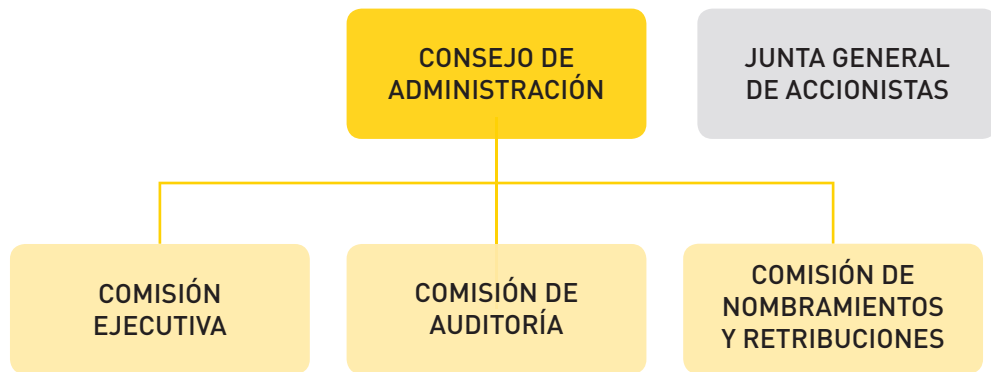 CONSEJO DE
ADMINISTRACIÓN
JUNTA GENERAL
DE ACCIONISTAS
COMISIÓN
EJECUTIVA
COMISIÓN DE
AUDITORÍA
COMISIÓN DE
NOMBRAMIENTOS
Y RETRIBUCIONES